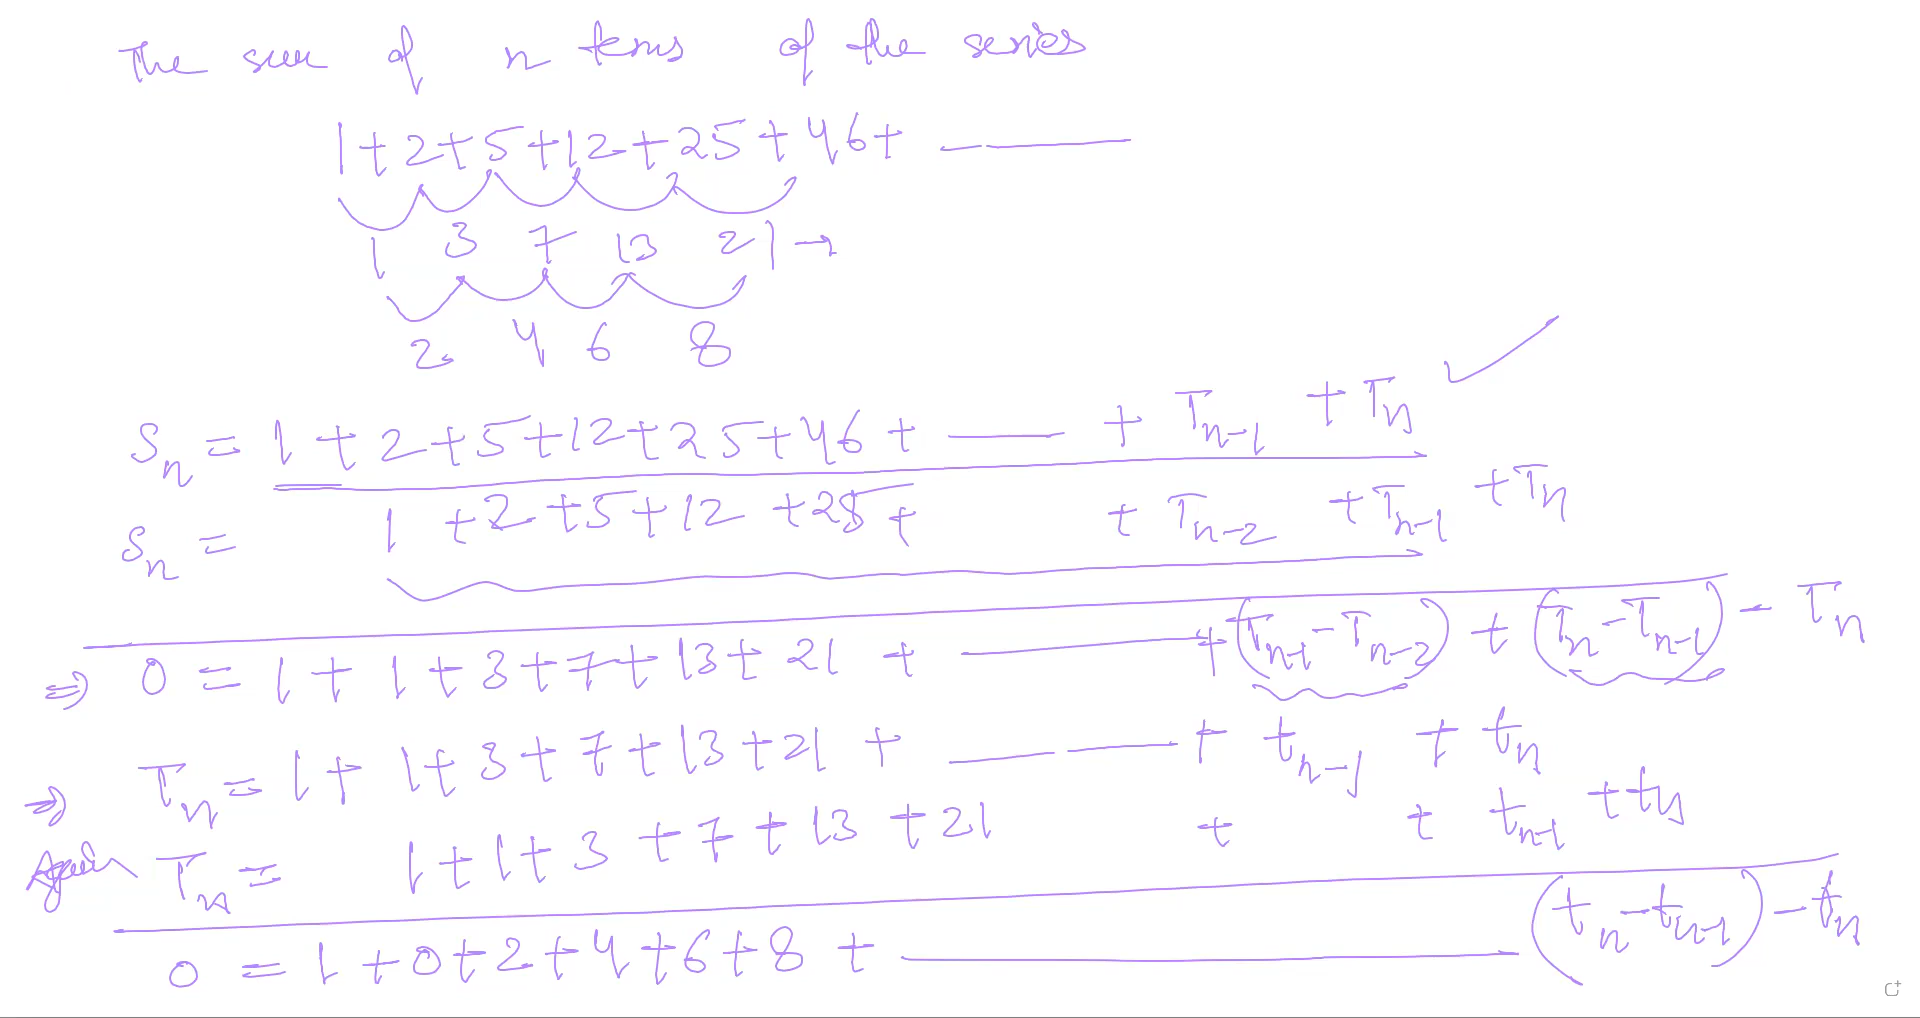 The sum of n terms of the series
1 + 2 + 5 + 12 + 25 + 46 + ———
1 3 7 13 21 →
2 4 6 8
Sn = 1 + 2 + 5 + 12 + 25 + 46 + —— + Tn-1 + Tn ✓
Sn = 1 + 2 + 5 + 12 + 25 + + Tn-2 + Tn-1 + Tn
⇒ 0 = 1 + 1 + 3 + 7 + 13 + 21 + ——— + (Tn-1 - Tn-2) + (Tn - Tn-1) - Tn
⇒ Tn = 1 + 1 + 3 + 7 + 13 + 21 + ——— + tn-1 + tn
Again Tn = 1 + 1 + 3 + 7 + 13 + 21 + + tn-1 + tn
0 = 1 + 0 + 2 + 4 + 6 + 8 + ——— (tn - tn-1) - tn